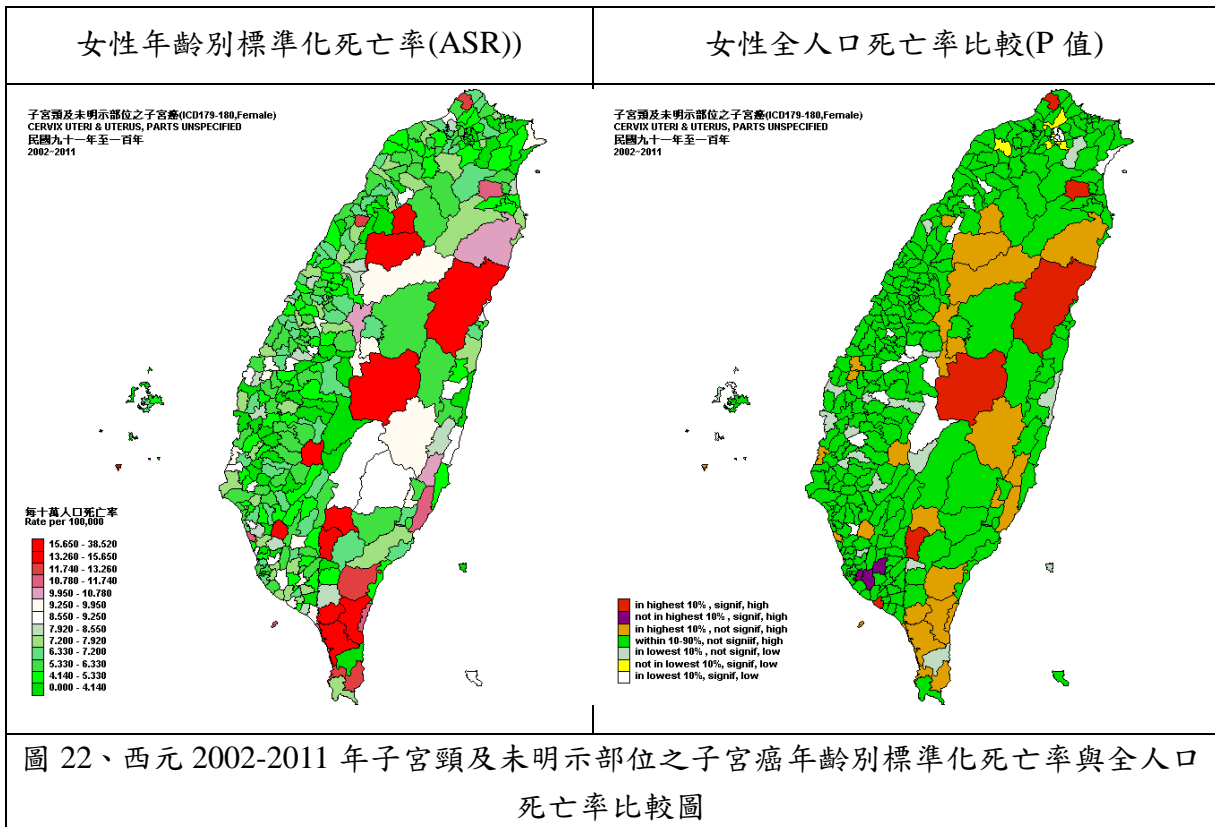 女性年齡別標準化死亡率(ASR))
女性全人口死亡率比較(P 值)
子宮頸及未明示部位之子宮癌(ICD179-180,Female)
CERVIX UTERI & UTERUS, PARTS UNSPECIFIED
民國九十一年至一百年
2002~2011
每十萬人口死亡率
Rate per 100,000
15.650 - 38.520
13.260 - 15.650
11.740 - 13.260
10.780 - 11.740
9.950 - 10.780
9.250 - 9.950
8.550 - 9.250
7.920 - 8.550
7.200 - 7.920
6.330 - 7.200
5.330 - 6.330
4.140 - 5.330
0.000 - 4.140
子宮頸及未明示部位之子宮癌(ICD179-180,Female)
CERVIX UTERI & UTERUS, PARTS UNSPECIFIED
民國九十一年至一百年
2002~2011
in highest 10% , signif, high
not in highest 10% , signif, high
in highest 10% , not signif, high
within 10-90%, not signiif, high
in lowest 10% , not signif, low
not in lowest 10%, signif, low
in lowest 10%, signif, low
圖 22、西元 2002-2011 年子宮頸及未明示部位之子宮癌年齡別標準化死亡率與全人口
死亡率比較圖